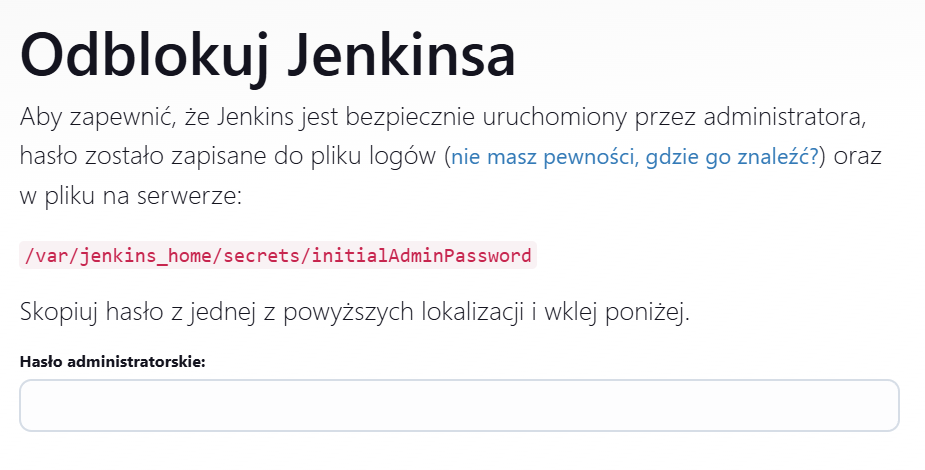 Odblokuj Jenkinsa
Aby zapewnić, że Jenkins jest bezpiecznie uruchomiony przez administratora,
hasło zostało zapisane do pliku logów (nie masz pewności, gdzie go znaleźć?) oraz
w pliku na serwerze:
/var/jenkins_home/secrets/initialAdminPassword
Skopiuj hasło z jednej z powyższych lokalizacji i wklej poniżej.
Hasło administratorskie: